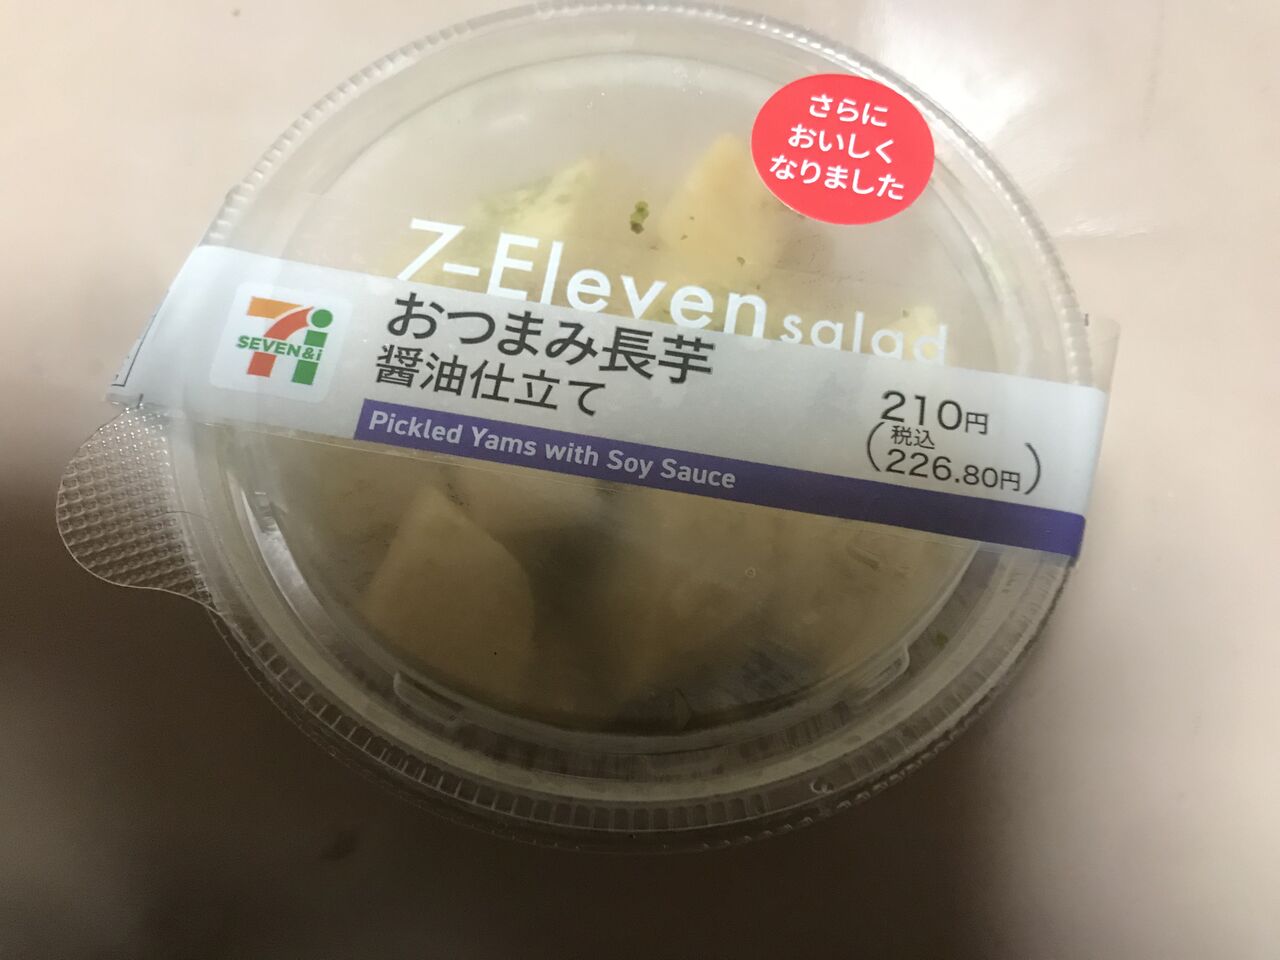 さらに
おいしく
なりました
7-Eleven salad
SEVEN&i
おつまみ長芋
醤油仕立て
Pickled Yams with Soy Sauce
210円
(税込
226.80円)